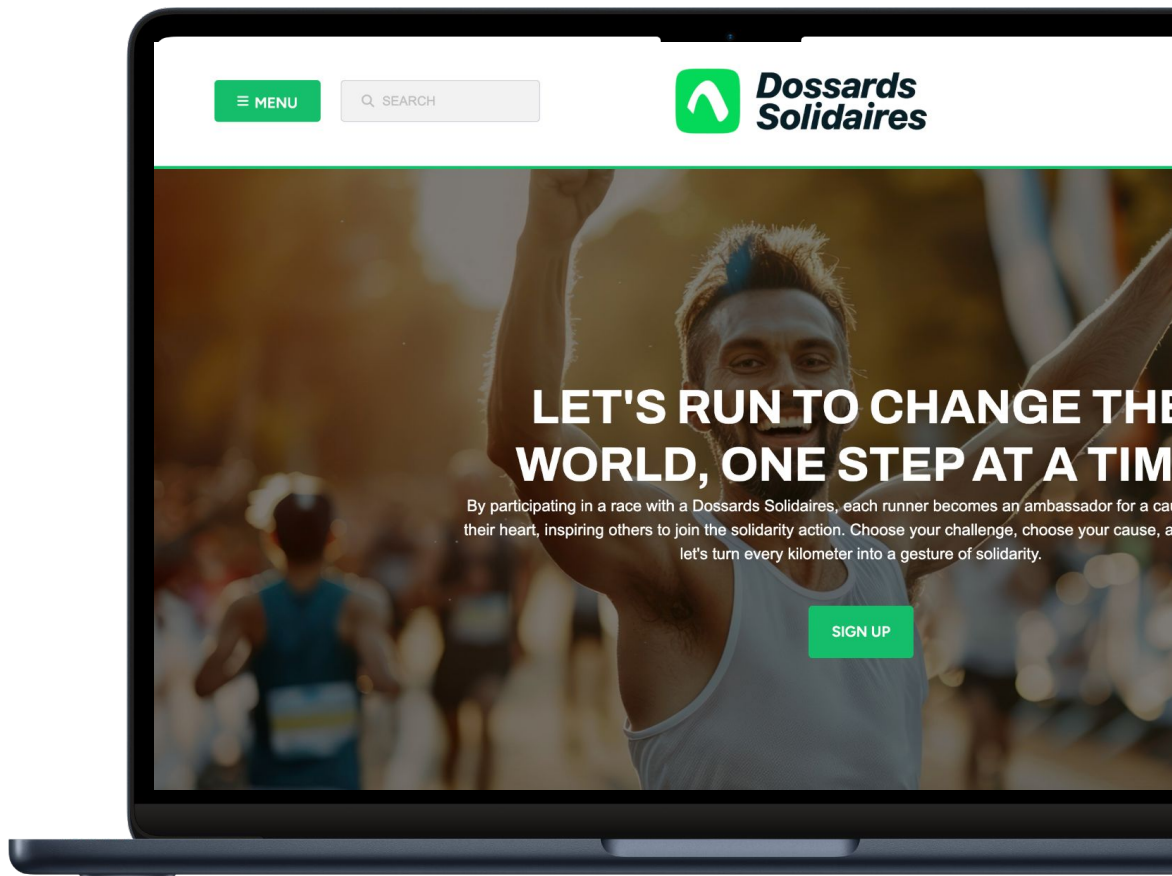 ☰ MENU
SEARCH
Dossards
Solidaires
LET'S RUN TO CHANGE THE
WORLD, ONE STEP AT A TIM
By participating in a race with a Dossards Solidaires, each runner becomes an ambassador for a cau
their heart, inspiring others to join the solidarity action. Choose your challenge, choose your cause, a
let's turn every kilometer into a gesture of solidarity.
SIGN UP